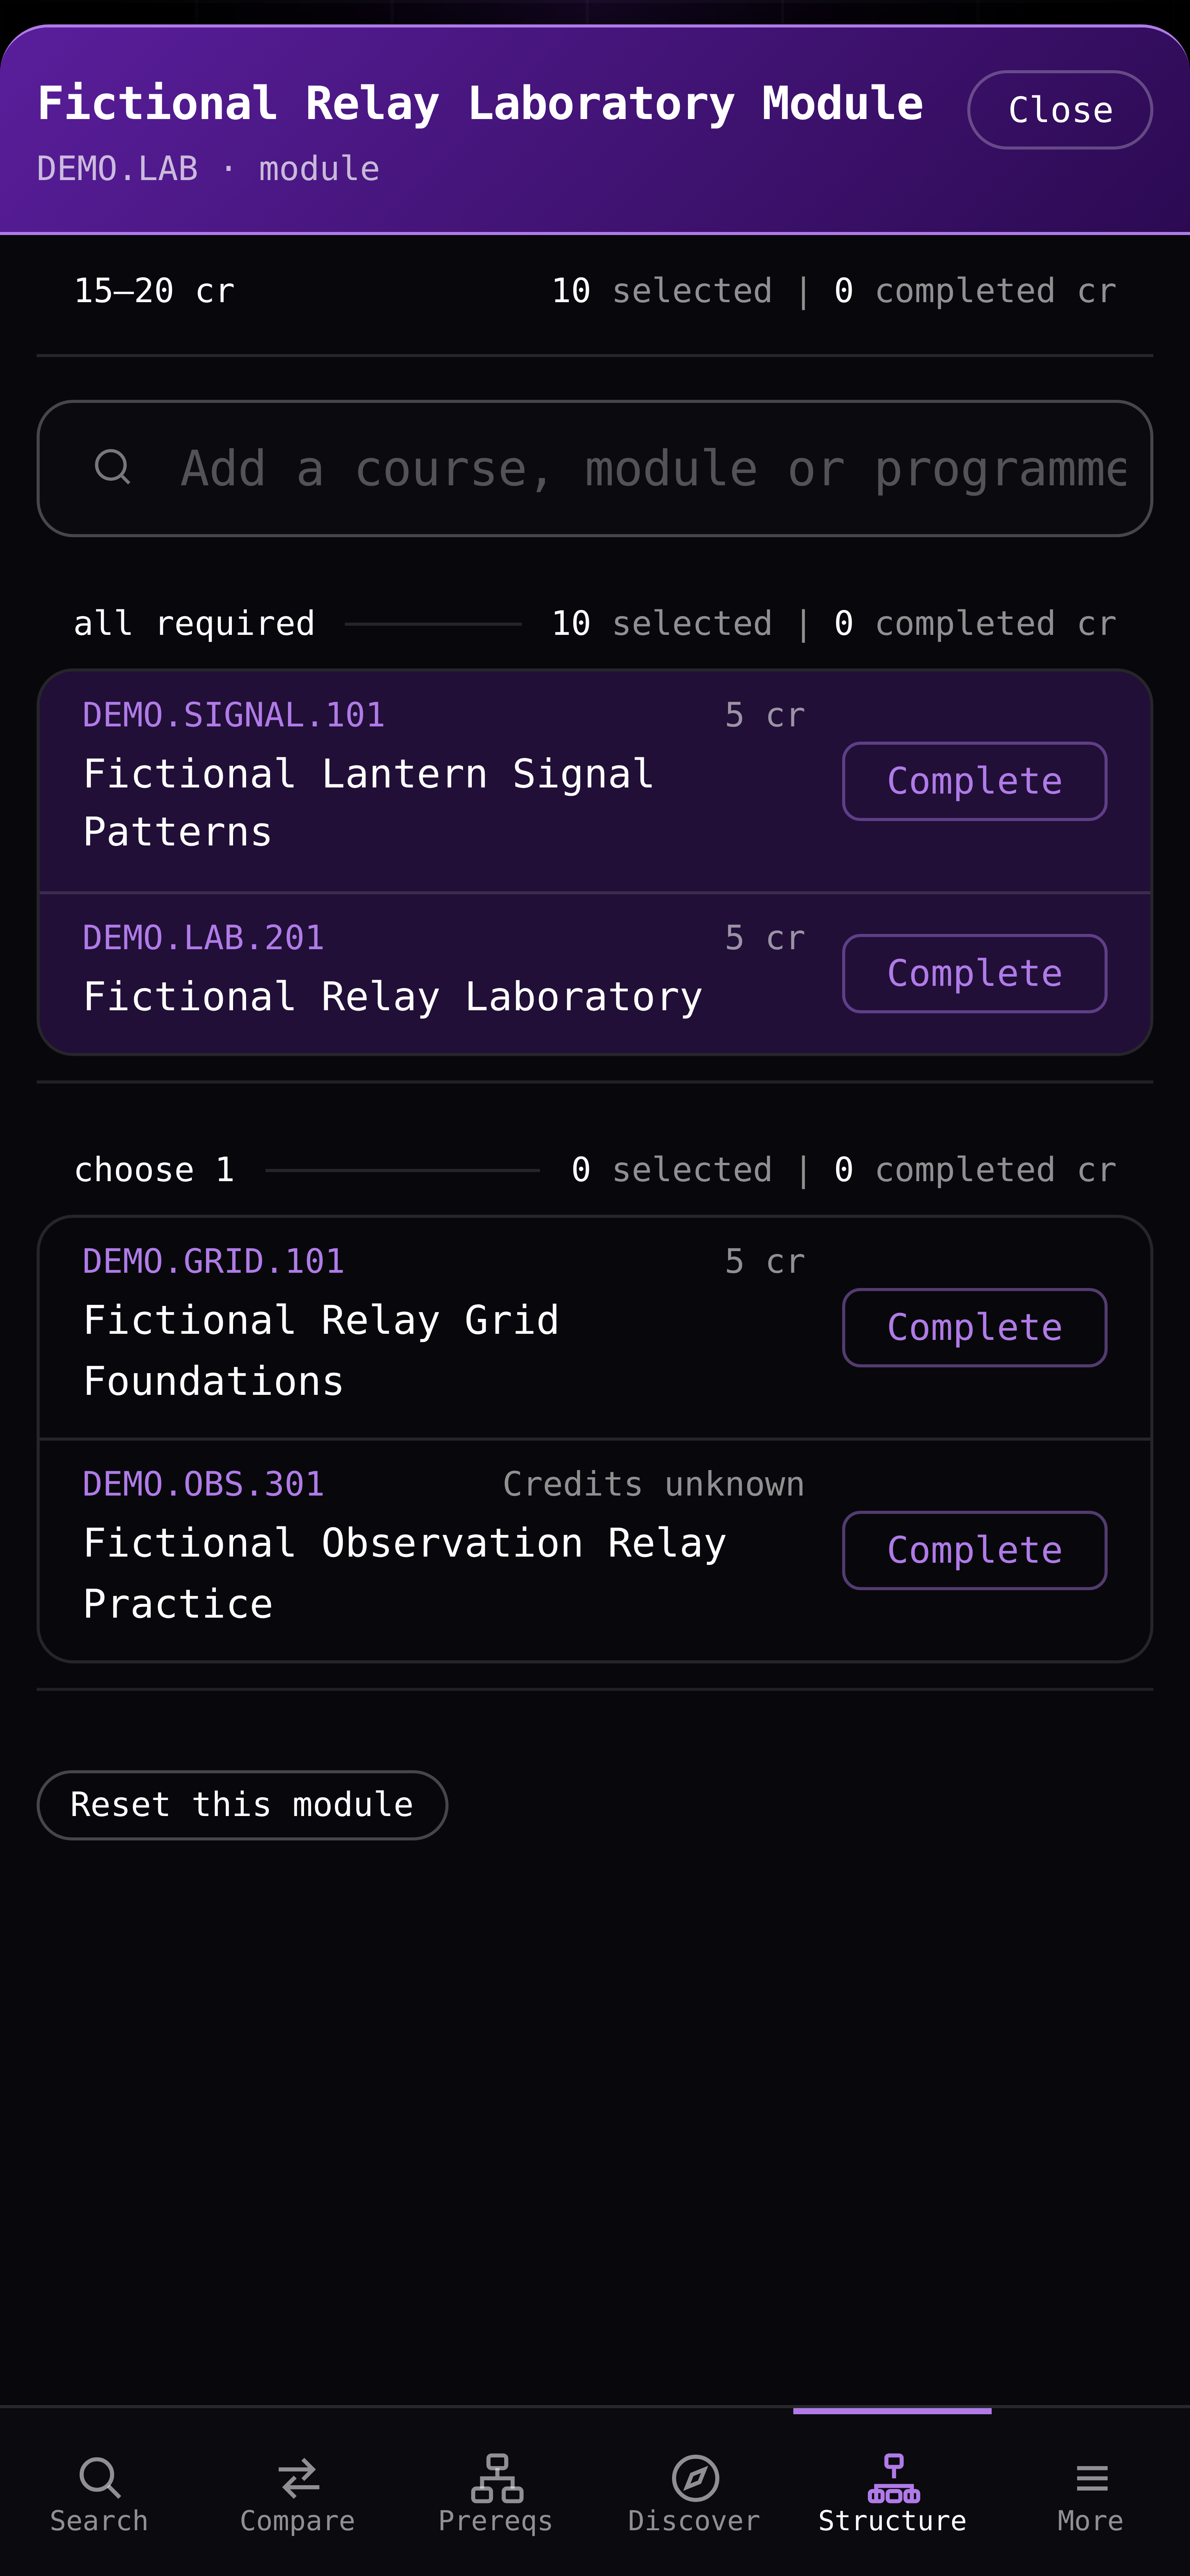 Fictional Relay Laboratory Module
Close
DEMO.LAB · module
15–20 cr
10 selected | 0 completed cr
Add a course, module or programme
all required
10 selected | 0 completed cr
DEMO.SIGNAL.101
5 cr
Fictional Lantern Signal
Patterns
Complete
DEMO.LAB.201
5 cr
Fictional Relay Laboratory
Complete
choose 1
0 selected | 0 completed cr
DEMO.GRID.101
5 cr
Fictional Relay Grid
Foundations
Complete
DEMO.OBS.301
Credits unknown
Fictional Observation Relay
Practice
Complete
Reset this module
Search
Compare
Prereqs
Discover
Structure
More